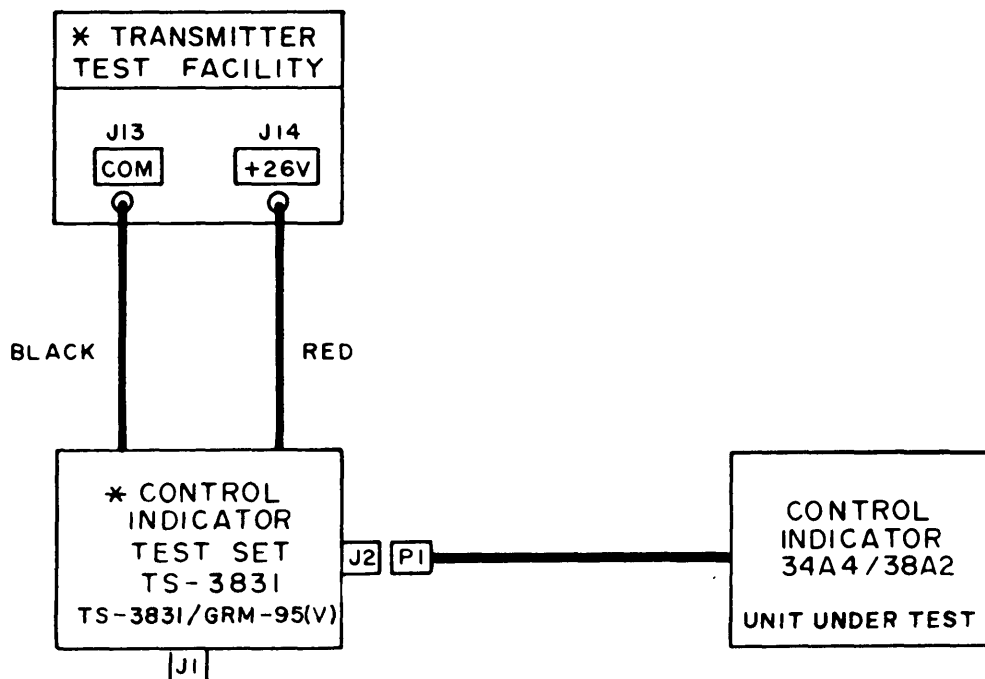 * TRANSMITTER
TEST FACILITY
J13
COM
J14
+26V
BLACK
RED
* CONTROL
INDICATOR
TEST SET
TS-3831
TS-3831/GRM-95(V)
J2
P1
J1
CONTROL
INDICATOR
34A4/38A2
UNIT UNDER TEST